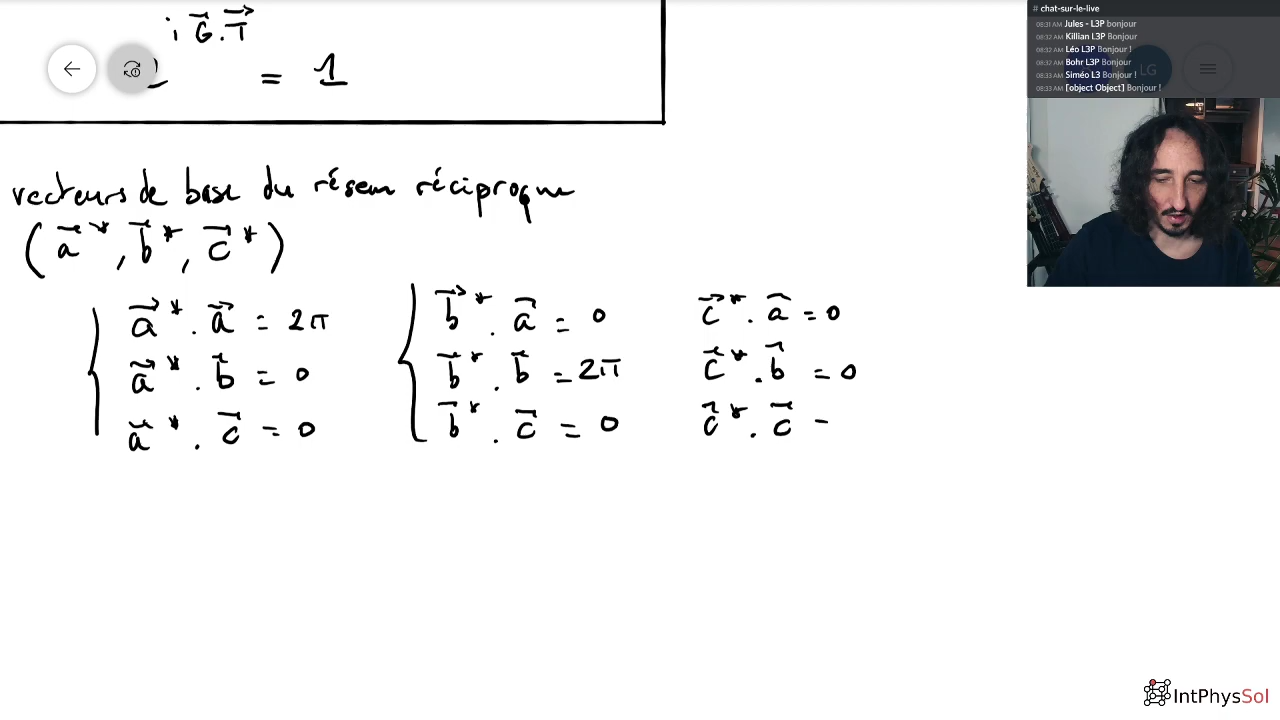 i G⃗.T⃗
= 1
vecteurs de base du réseau réciproque
(a⃗*, b⃗*, c⃗*)
a⃗*. a⃗ = 2π
a⃗*. b⃗ = 0
a⃗*. c⃗ = 0
b⃗*. a⃗ = 0
b⃗*. b⃗ = 2π
b⃗*. c⃗ = 0
c⃗*. a⃗ = 0
c⃗*. b⃗ = 0
c⃗*. c⃗ =
# chat-sur-le-live
08:31 AM Jules - L3P bonjour
08:32 AM Killian L3P Bonjour
08:32 AM Léo L3P Bonjour !
08:32 AM Bohr L3P Bonjour
08:33 AM Siméo L3 Bonjour !
08:33 AM [object Object] Bonjour !
LG
IntPhysSol